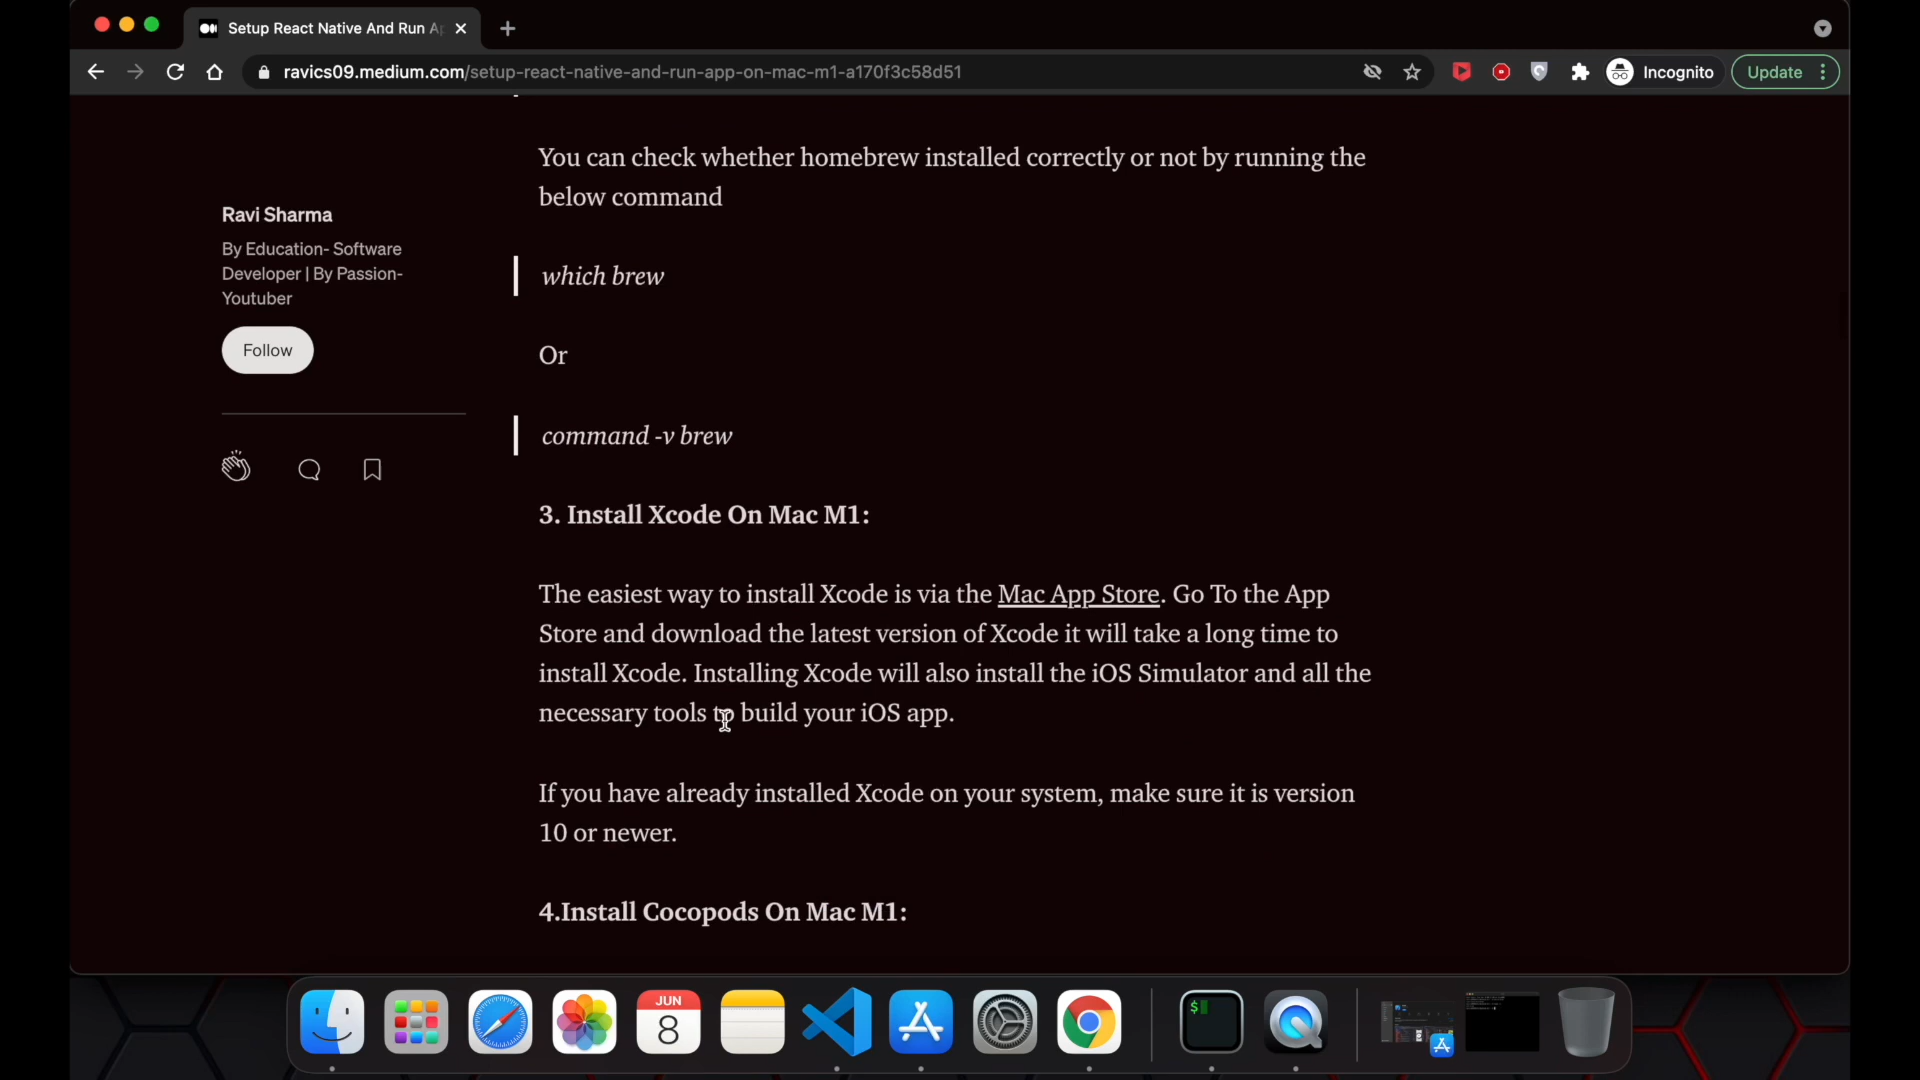 Setup React Native And Run Ap
ravics09.medium.com/setup-react-native-and-run-app-on-mac-m1-a170f3c58d51
Incognito
Update
You can check whether homebrew installed correctly or not by running the
below command
Ravi Sharma
By Education- Software
Developer | By Passion-
Youtuber
Follow
which brew
Or
command -v brew
3. Install Xcode On Mac M1:
The easiest way to install Xcode is via the Mac App Store. Go To the App
Store and download the latest version of Xcode it will take a long time to
install Xcode. Installing Xcode will also install the iOS Simulator and all the
necessary tools to build your iOS app.
If you have already installed Xcode on your system, make sure it is version
10 or newer.
4.Install Cocopods On Mac M1:
JUN
8
$